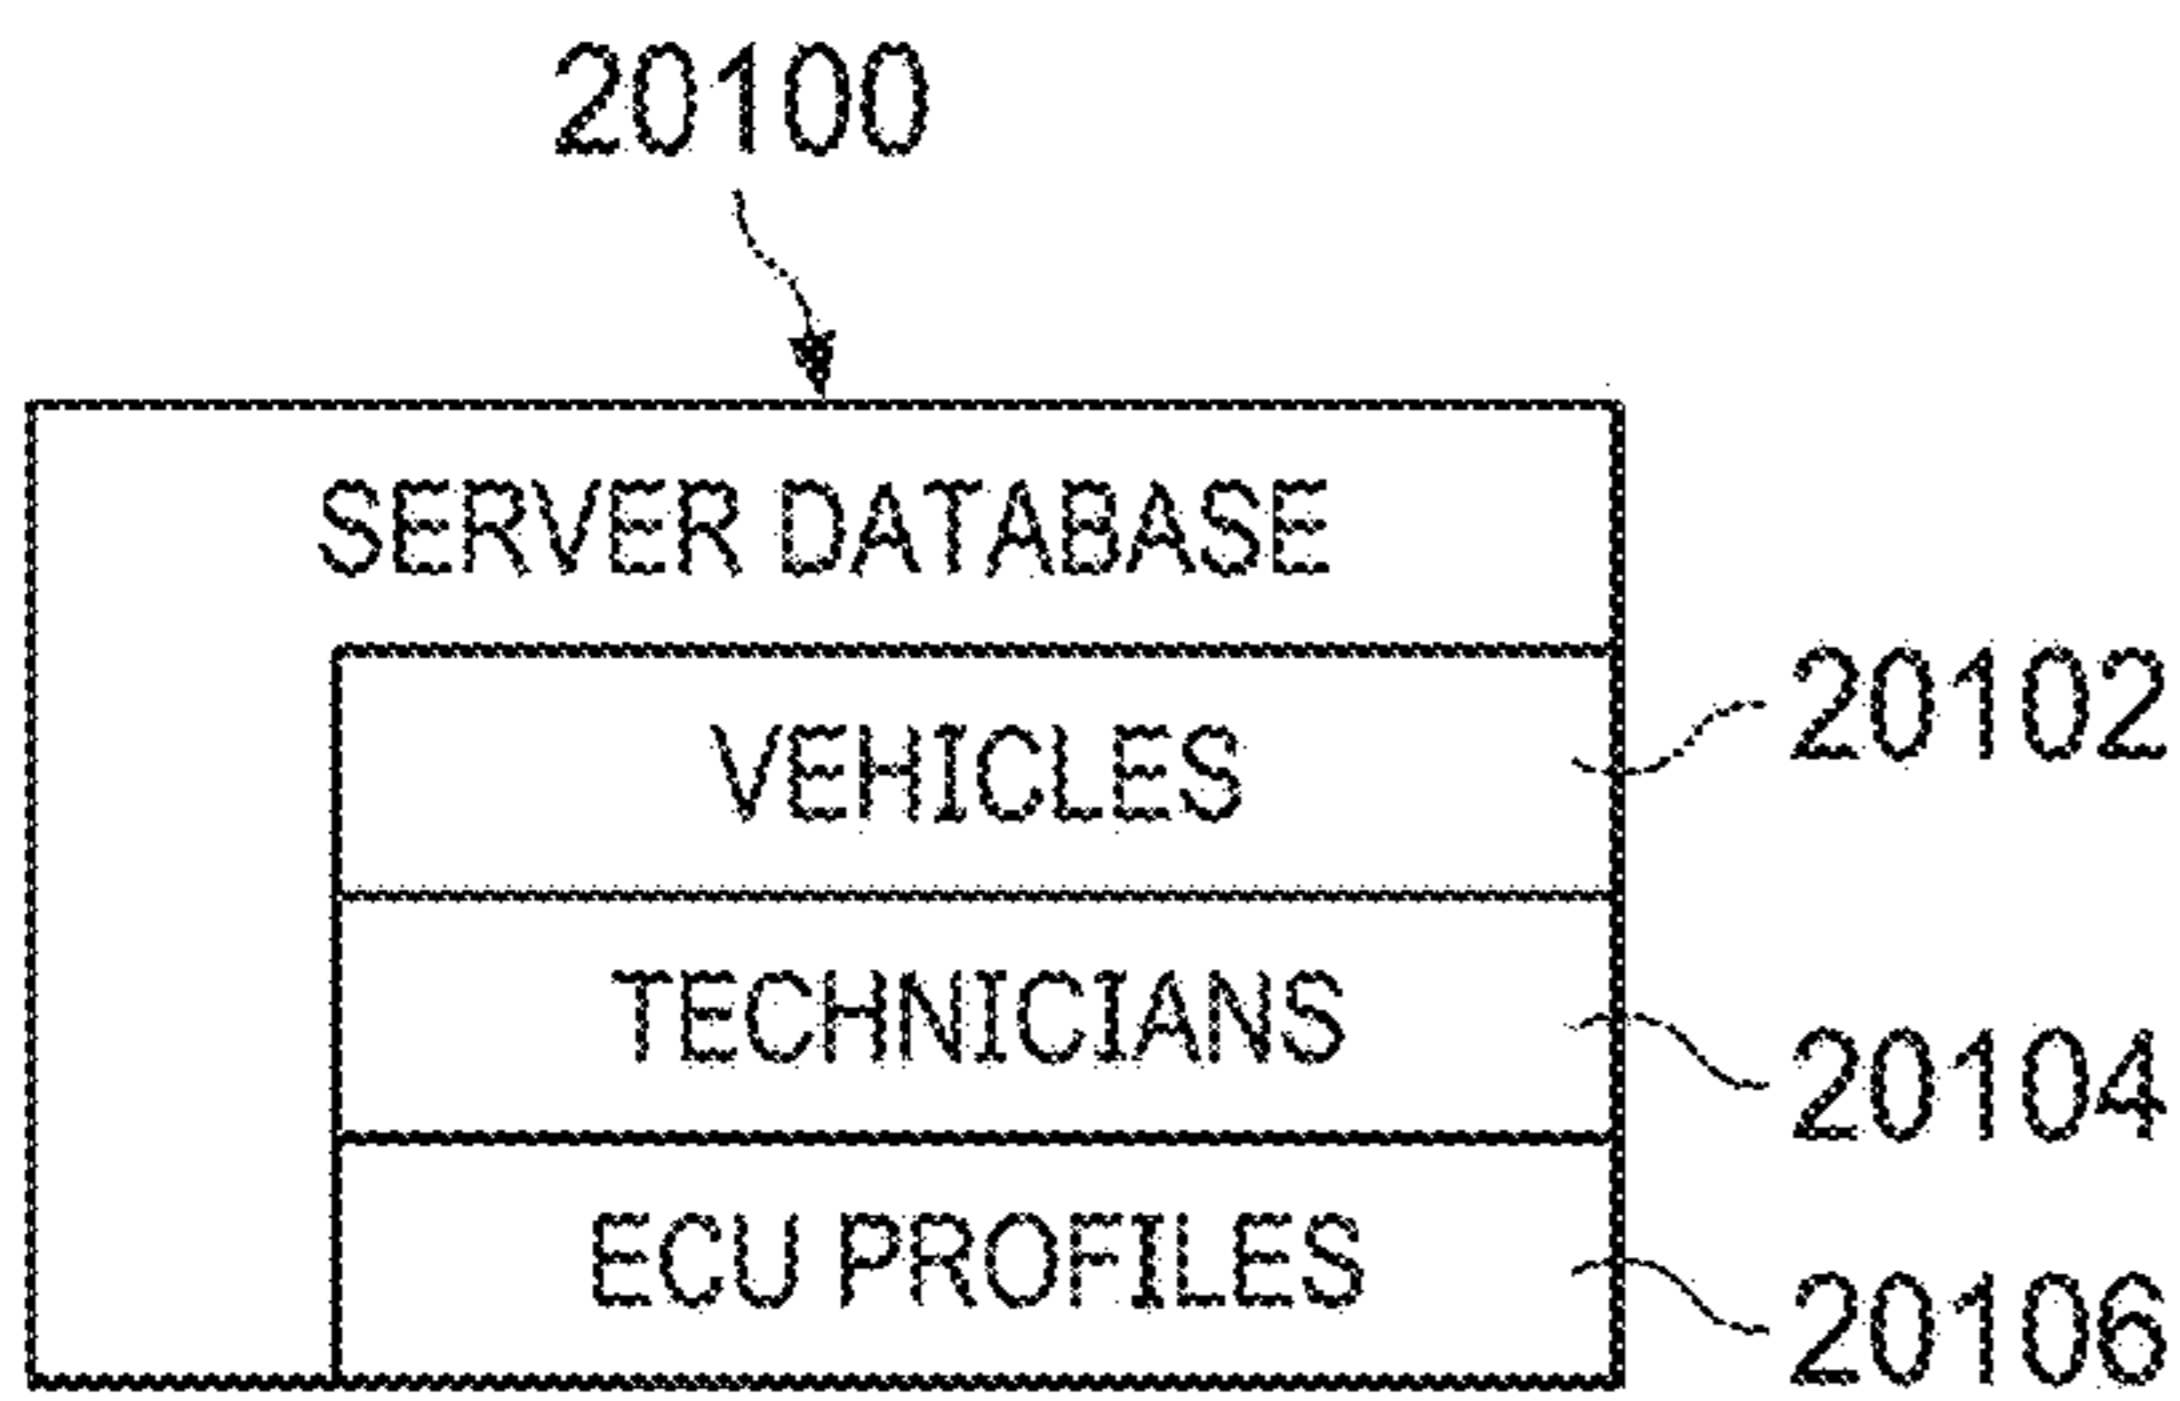 20100
SERVER DATABASE
VEHICLES
20102
TECHNICIANS
20104
ECU PROFILES
20106